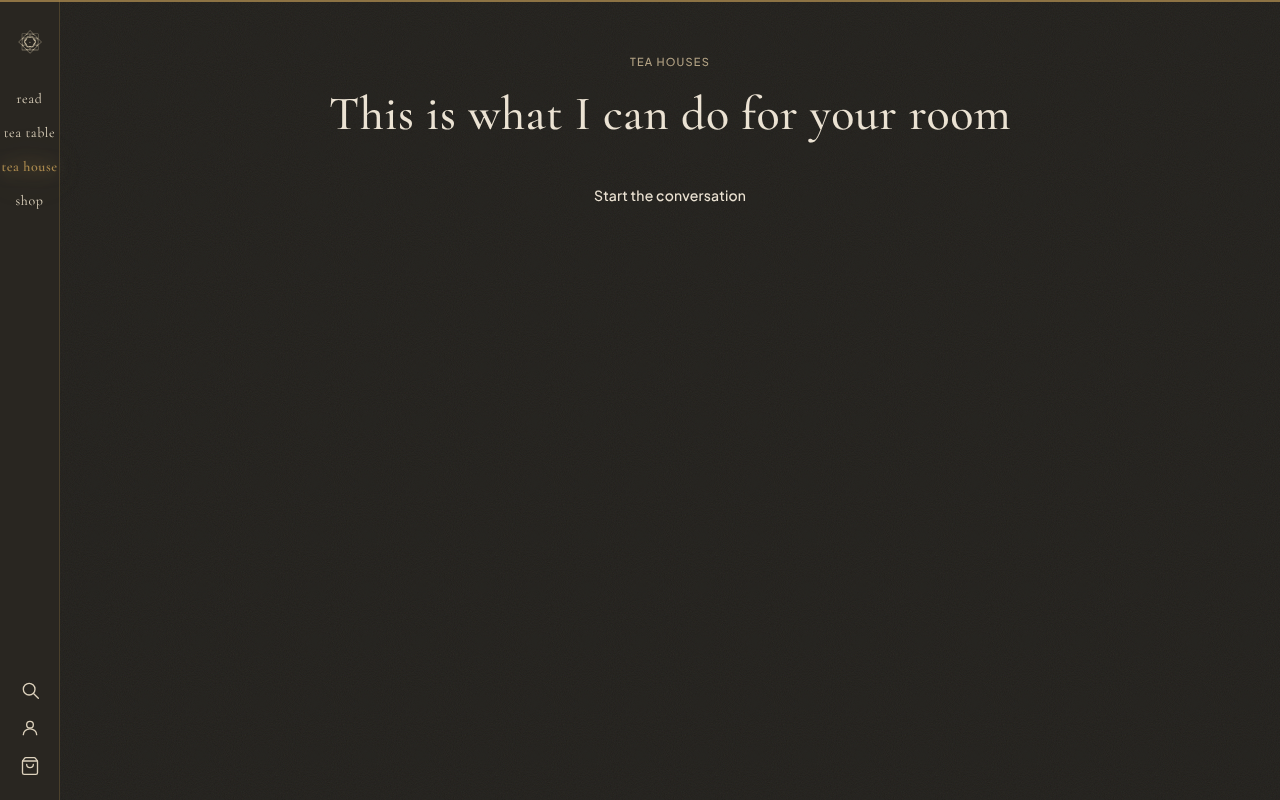 read
tea table
tea house
shop
TEA HOUSES
This is what I can do for your room
Start the conversation